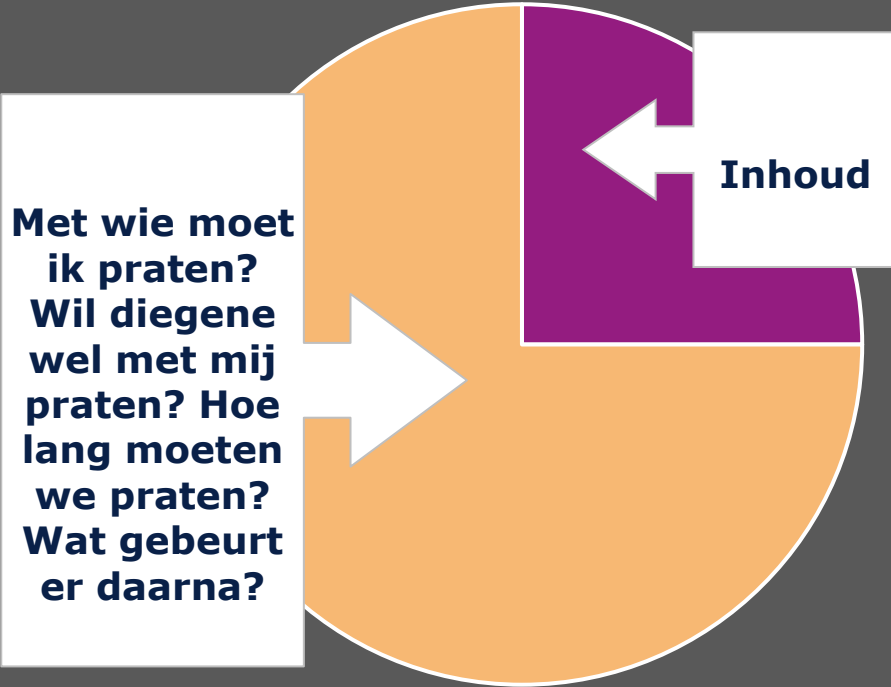 Met wie moet
ik praten?
Wil diegene
wel met mij
praten? Hoe
lang moeten
we praten?
Wat gebeurt
er daarna?
Inhoud